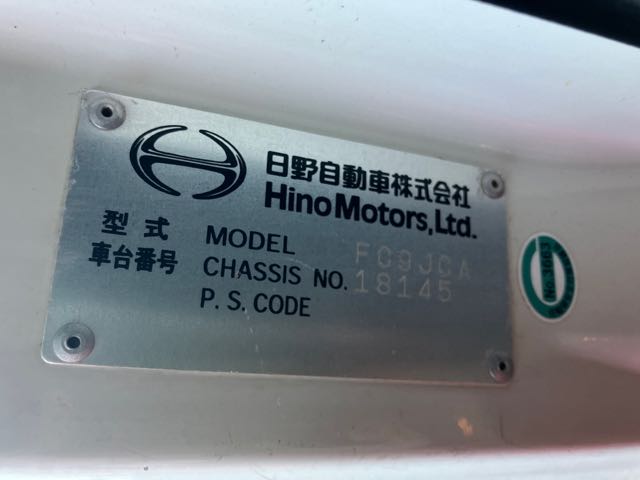 日野自動車株式会社
Hino Motors, Ltd.
型式 MODEL FC9JCA
車台番号 CHASSIS NO. 18145
P.S.CODE